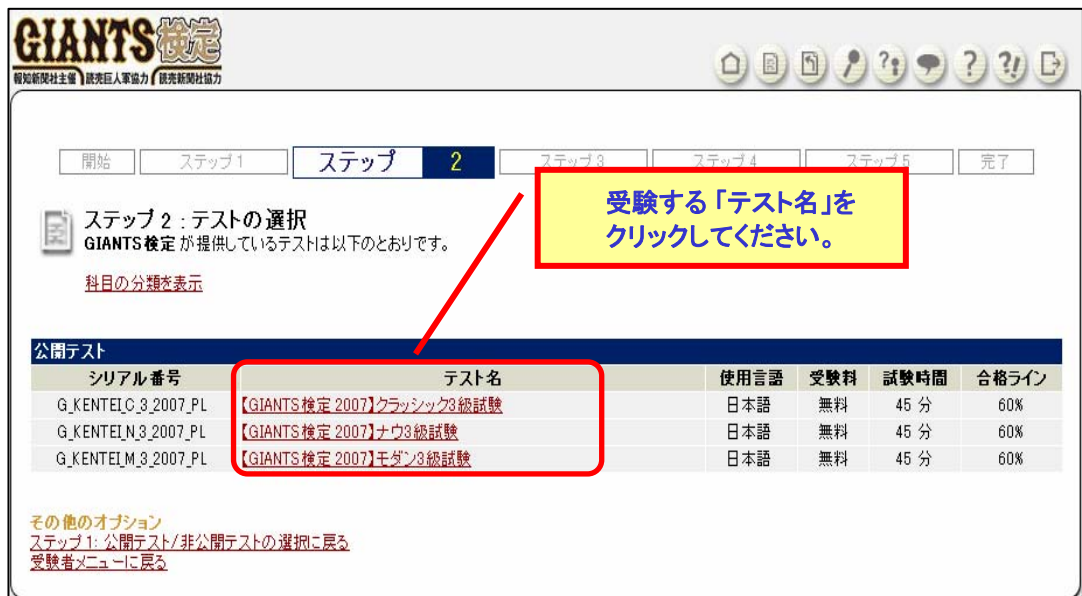 GIANTS検定
報知新聞社主催 読売巨人軍協力 読売新聞社協力
開始 ステップ1 ステップ 2 ステップ3 ステップ4 ステップ5 完了
受験する「テスト名」を
クリックしてください。
ステップ2:テストの選択
GIANTS検定 が提供しているテストは以下のとおりです。
科目の分類を表示
公開テスト
シリアル番号 テスト名 使用言語 受験料 試験時間 合格ライン
G_KENTEI_C_3_2007_PL 【GIANTS検定 2007】クラッシック3級試験 日本語 無料 45 分 60%
G_KENTEI_N_3_2007_PL 【GIANTS検定 2007】ナウ3級試験 日本語 無料 45 分 60%
G_KENTEI_M_3_2007_PL 【GIANTS検定 2007】モダン3級試験 日本語 無料 45 分 60%
その他のオプション
ステップ1: 公開テスト/非公開テストの選択に戻る
受験者メニューに戻る